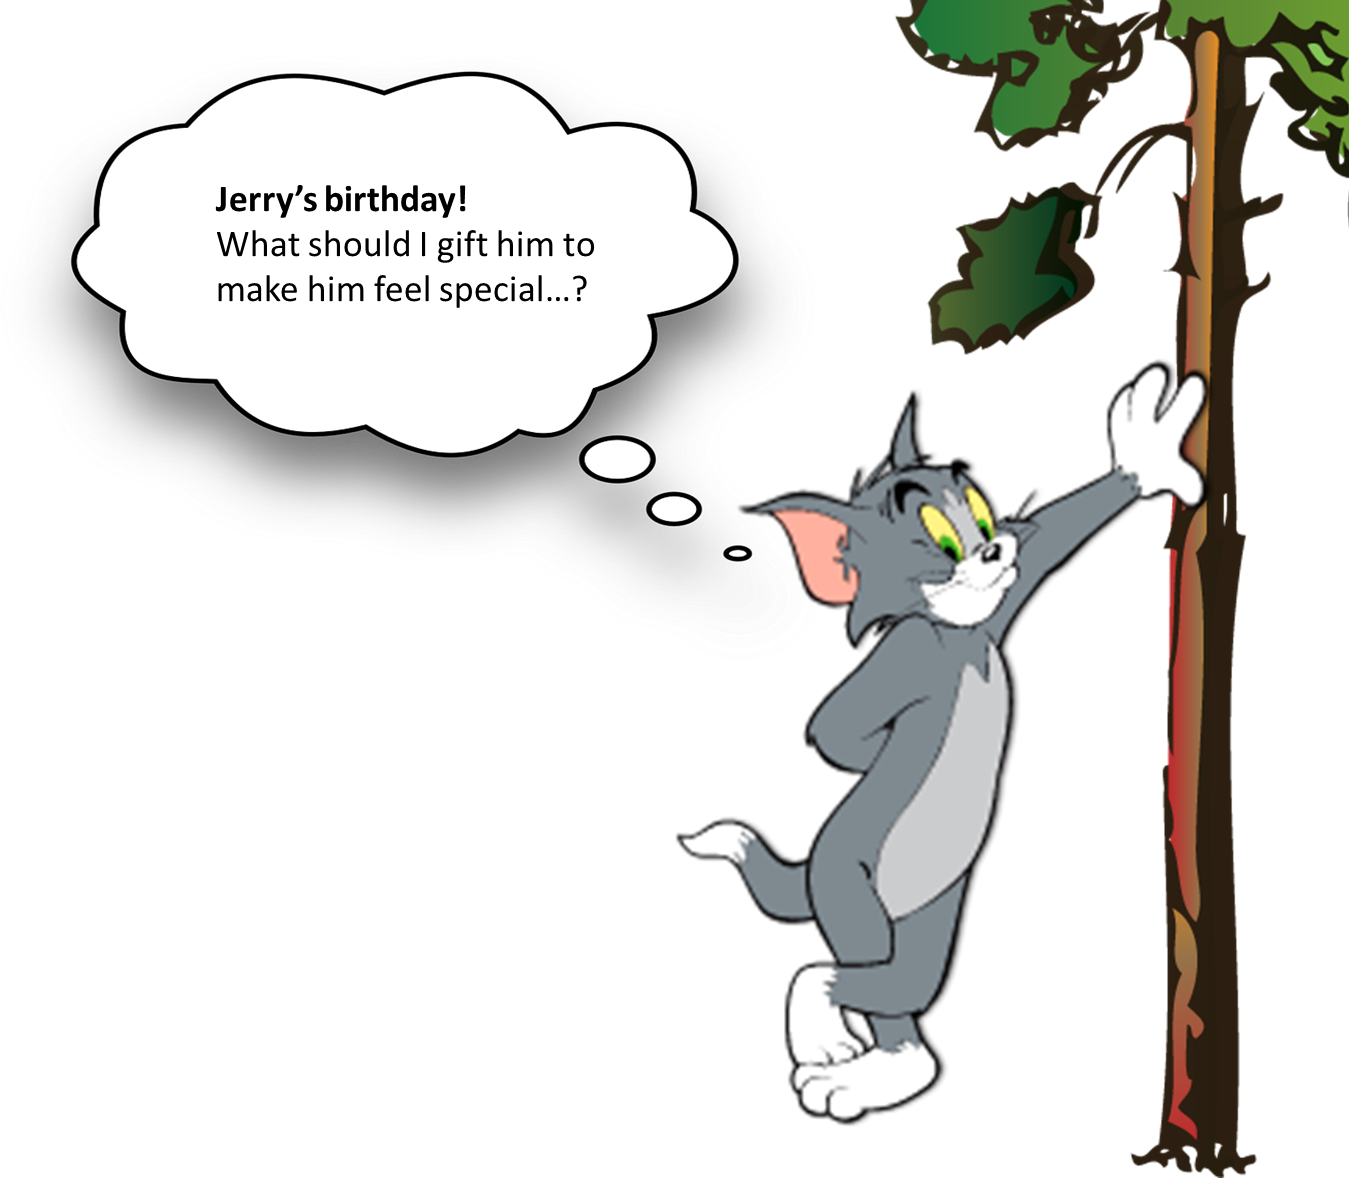 Jerry’s birthday!
What should I gift him to
make him feel special...?